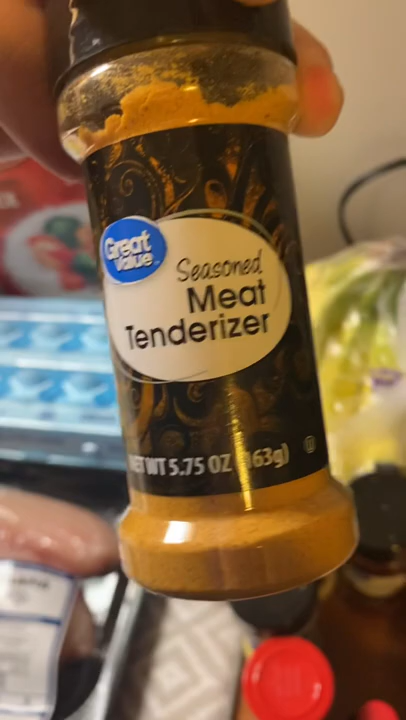 Great
Value
Seasoned
Meat
Tenderizer
NET WT 5.75 OZ (163g)